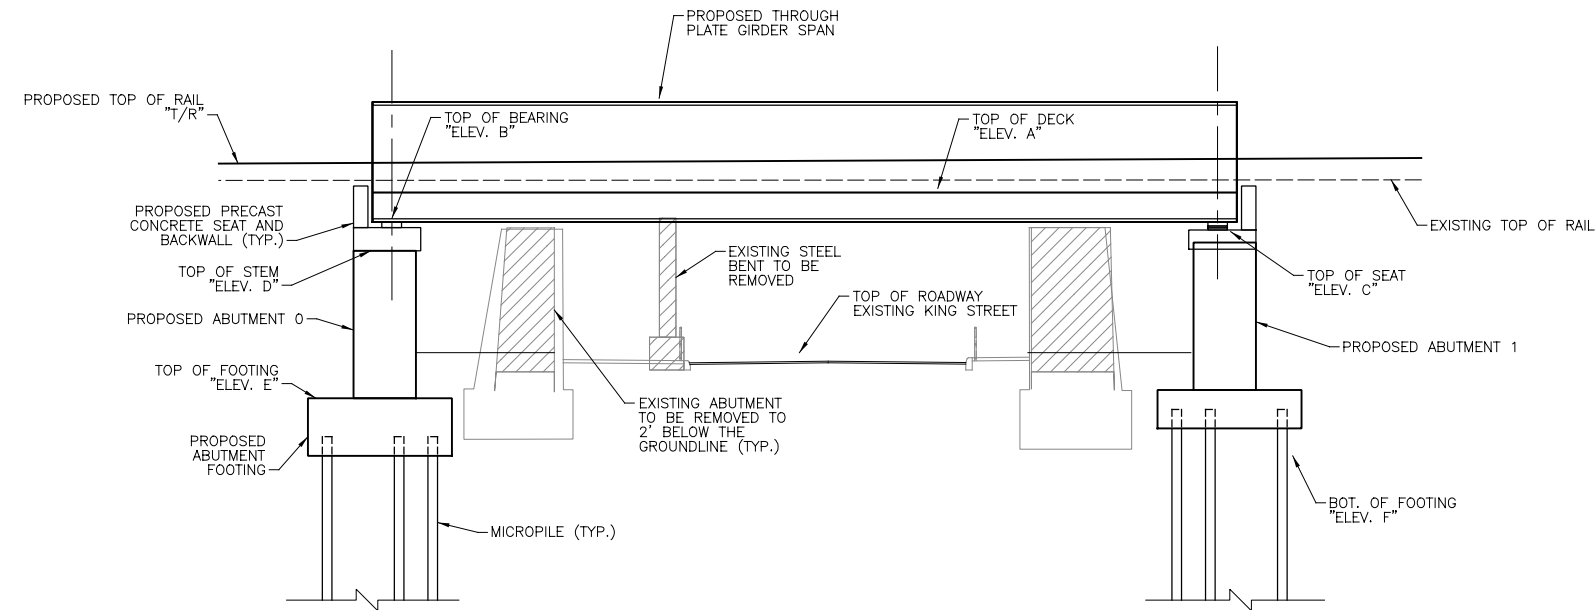 PROPOSED THROUGH
PLATE GIRDER SPAN
PROPOSED TOP OF RAIL
"T/R"
TOP OF BEARING
"ELEV. B"
TOP OF DECK
"ELEV. A"
PROPOSED PRECAST
CONCRETE SEAT AND
BACKWALL (TYP.)
EXISTING TOP OF RAIL
EXISTING STEEL
BENT TO BE
REMOVED
TOP OF STEM
"ELEV. D"
TOP OF SEAT
"ELEV. C"
TOP OF ROADWAY
EXISTING KING STREET
PROPOSED ABUTMENT 0
PROPOSED ABUTMENT 1
TOP OF FOOTING
"ELEV. E"
EXISTING ABUTMENT
TO BE REMOVED TO
2' BELOW THE
GROUNDLINE (TYP.)
PROPOSED
ABUTMENT
FOOTING
BOT. OF FOOTING
"ELEV. F"
MICROPILE (TYP.)